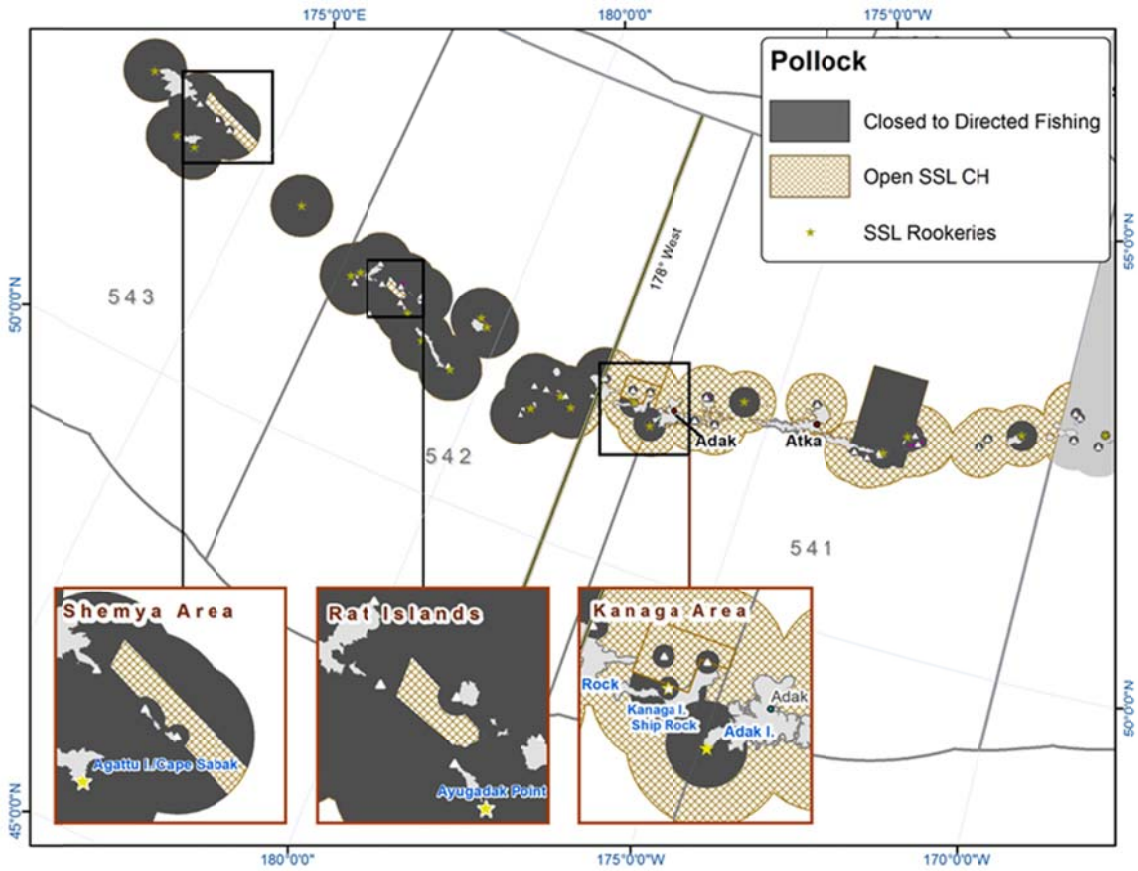 175°0'0"E
180°0'0"
175°0'0"W
Pollock
Closed to Directed Fishing
Open SSL CH
SSL Rookeries
55°0'0"N
50°0'0"N
543
178° West
Adak
Atka
542
541
Shemya Area
Rat Islands
Kanaga Area
Rock
Adak
Kanaga I.
Ship Rock
Adak I.
Agattu I./Cape Sabak
Ayugadak Point
50°0'0"N
45°0'0"N
180°0'0"
175°0'0"W
170°0'0"W